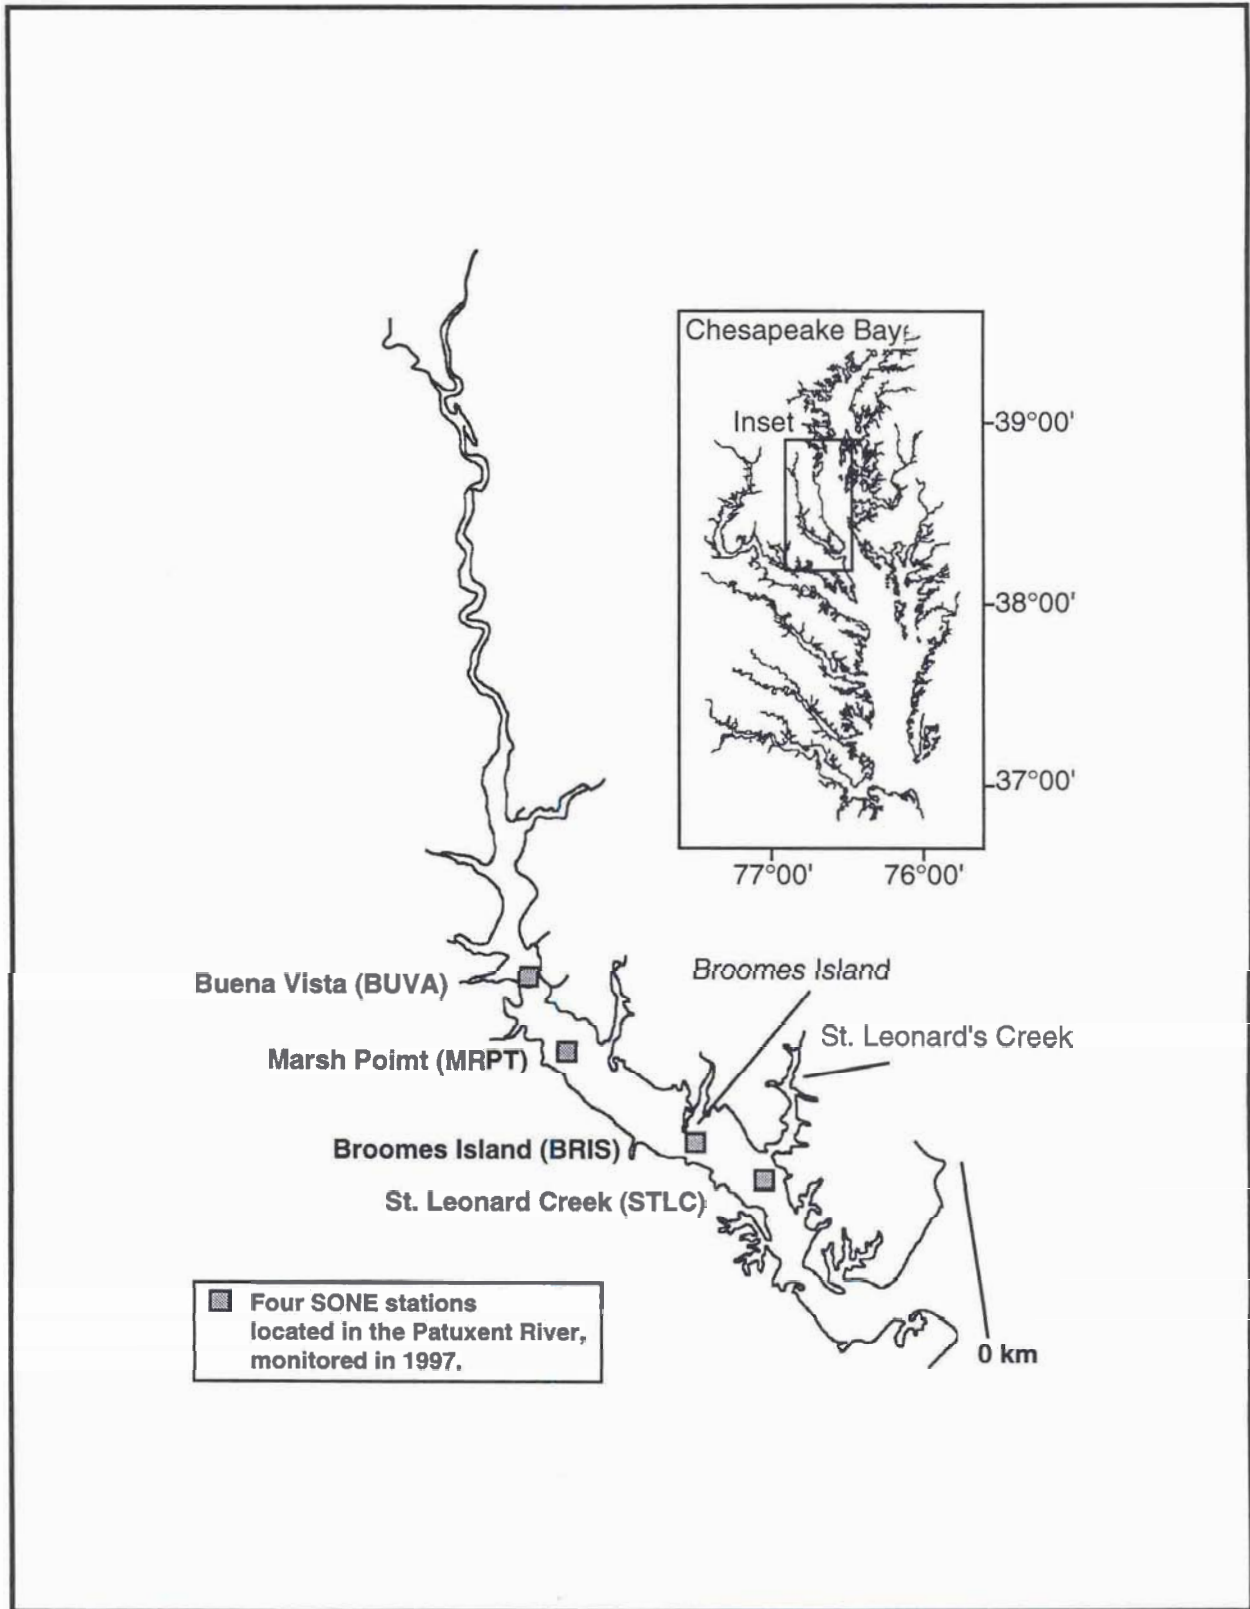 Chesapeake Bay
Inset
39°00'
38°00'
37°00'
77°00'
76°00'
Buena Vista (BUVA)
Broomes Island
St. Leonard's Creek
Marsh Poimt (MRPT)
Broomes Island (BRIS)
St. Leonard Creek (STLC)
Four SONE stations
located in the Patuxent River,
monitored in 1997.
0 km